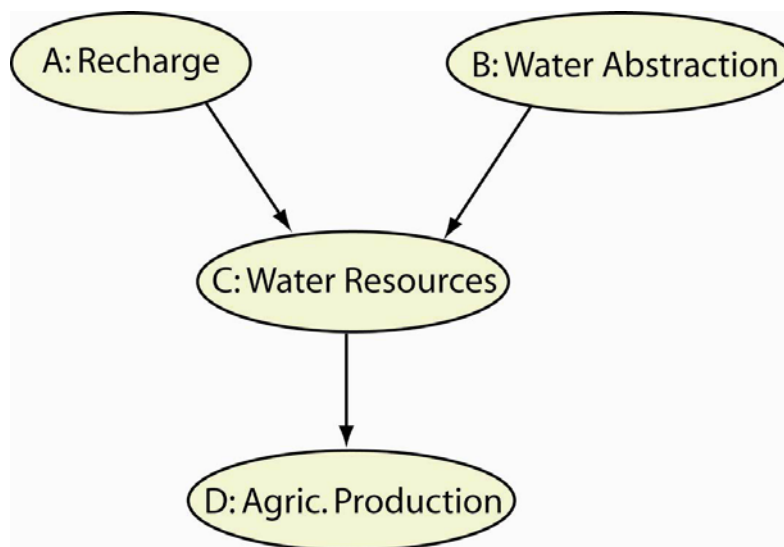 A: Recharge
B: Water Abstraction
C: Water Resources
D: Agric. Production